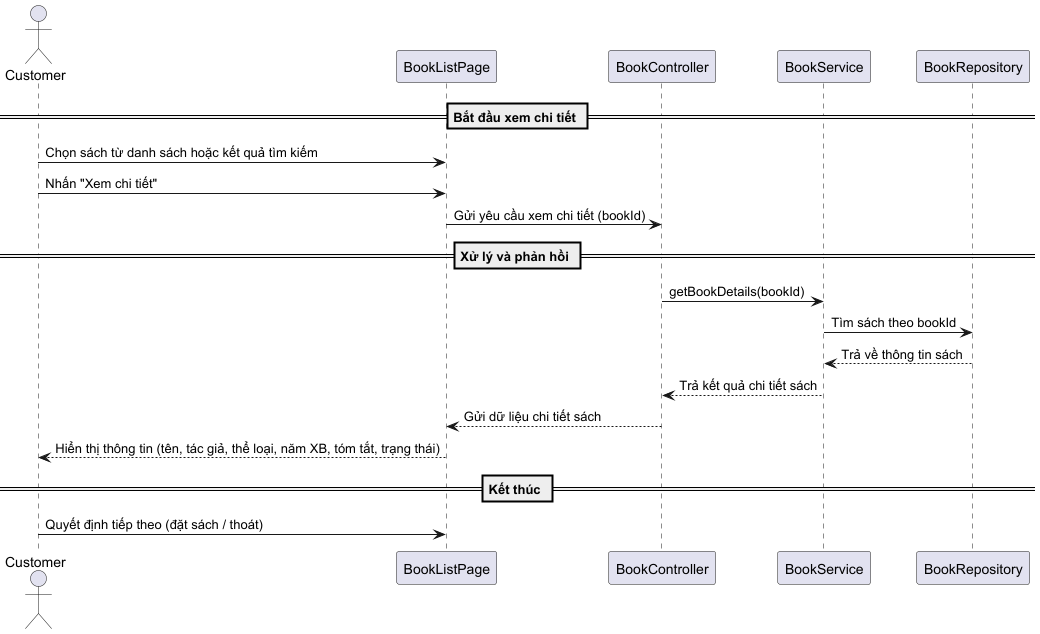 Customer
BookListPage
BookController
BookService
BookRepository
Bắt đầu xem chi tiết
Chọn sách từ danh sách hoặc kết quả tìm kiếm
Nhấn "Xem chi tiết"
Gửi yêu cầu xem chi tiết (bookId)
Xử lý và phản hồi
getBookDetails(bookId)
Tìm sách theo bookId
Trả về thông tin sách
Trả kết quả chi tiết sách
Gửi dữ liệu chi tiết sách
Hiển thị thông tin (tên, tác giả, thể loại, năm XB, tóm tắt, trạng thái)
Kết thúc
Quyết định tiếp theo (đặt sách / thoát)
Customer
BookListPage
BookController
BookService
BookRepository